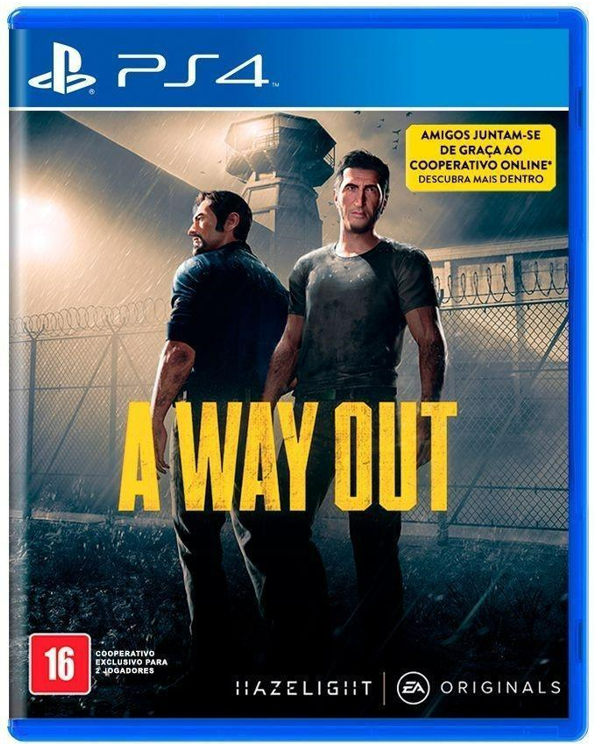 PS4
AMIGOS JUNTAM-SE
DE GRAÇA AO
COOPERATIVO ONLINE*
DESCUBRA MAIS DENTRO
A WAY OUT
16
COOPERATIVO
EXCLUSIVO PARA
2 JOGADORES
HAZELIGHT
EA ORIGINALS